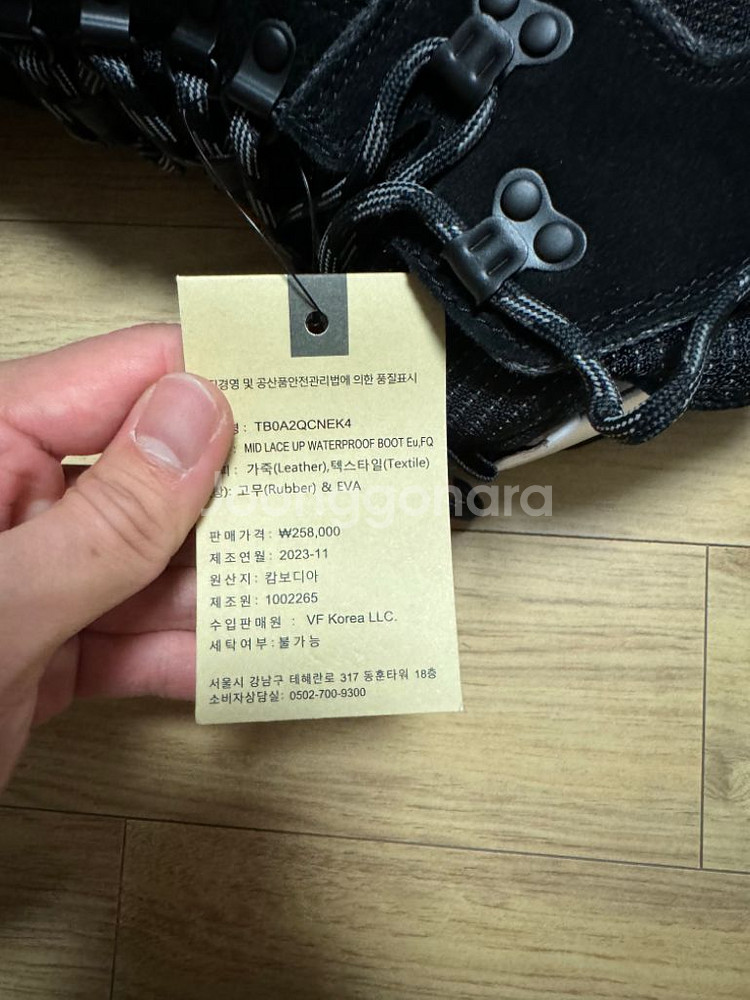 경영 및 공산품안전관리법에 의한 품질표시
: TB0A2QCNEK4
: MID LACE UP WATERPROOF BOOT Eu,FQ
: 가죽(Leather),텍스타일(Textile)
): 고무(Rubber) & EVA
Joonggonara
판매가격: ₩258,000
제조연월: 2023-11
원산지: 캄보디아
제조원: 1002265
수입판매원 : VF Korea LLC.
세탁여부:불가능
서울시 강남구 테헤란로 317 동훈타워 18층
소비자상담실: 0502-700-9300